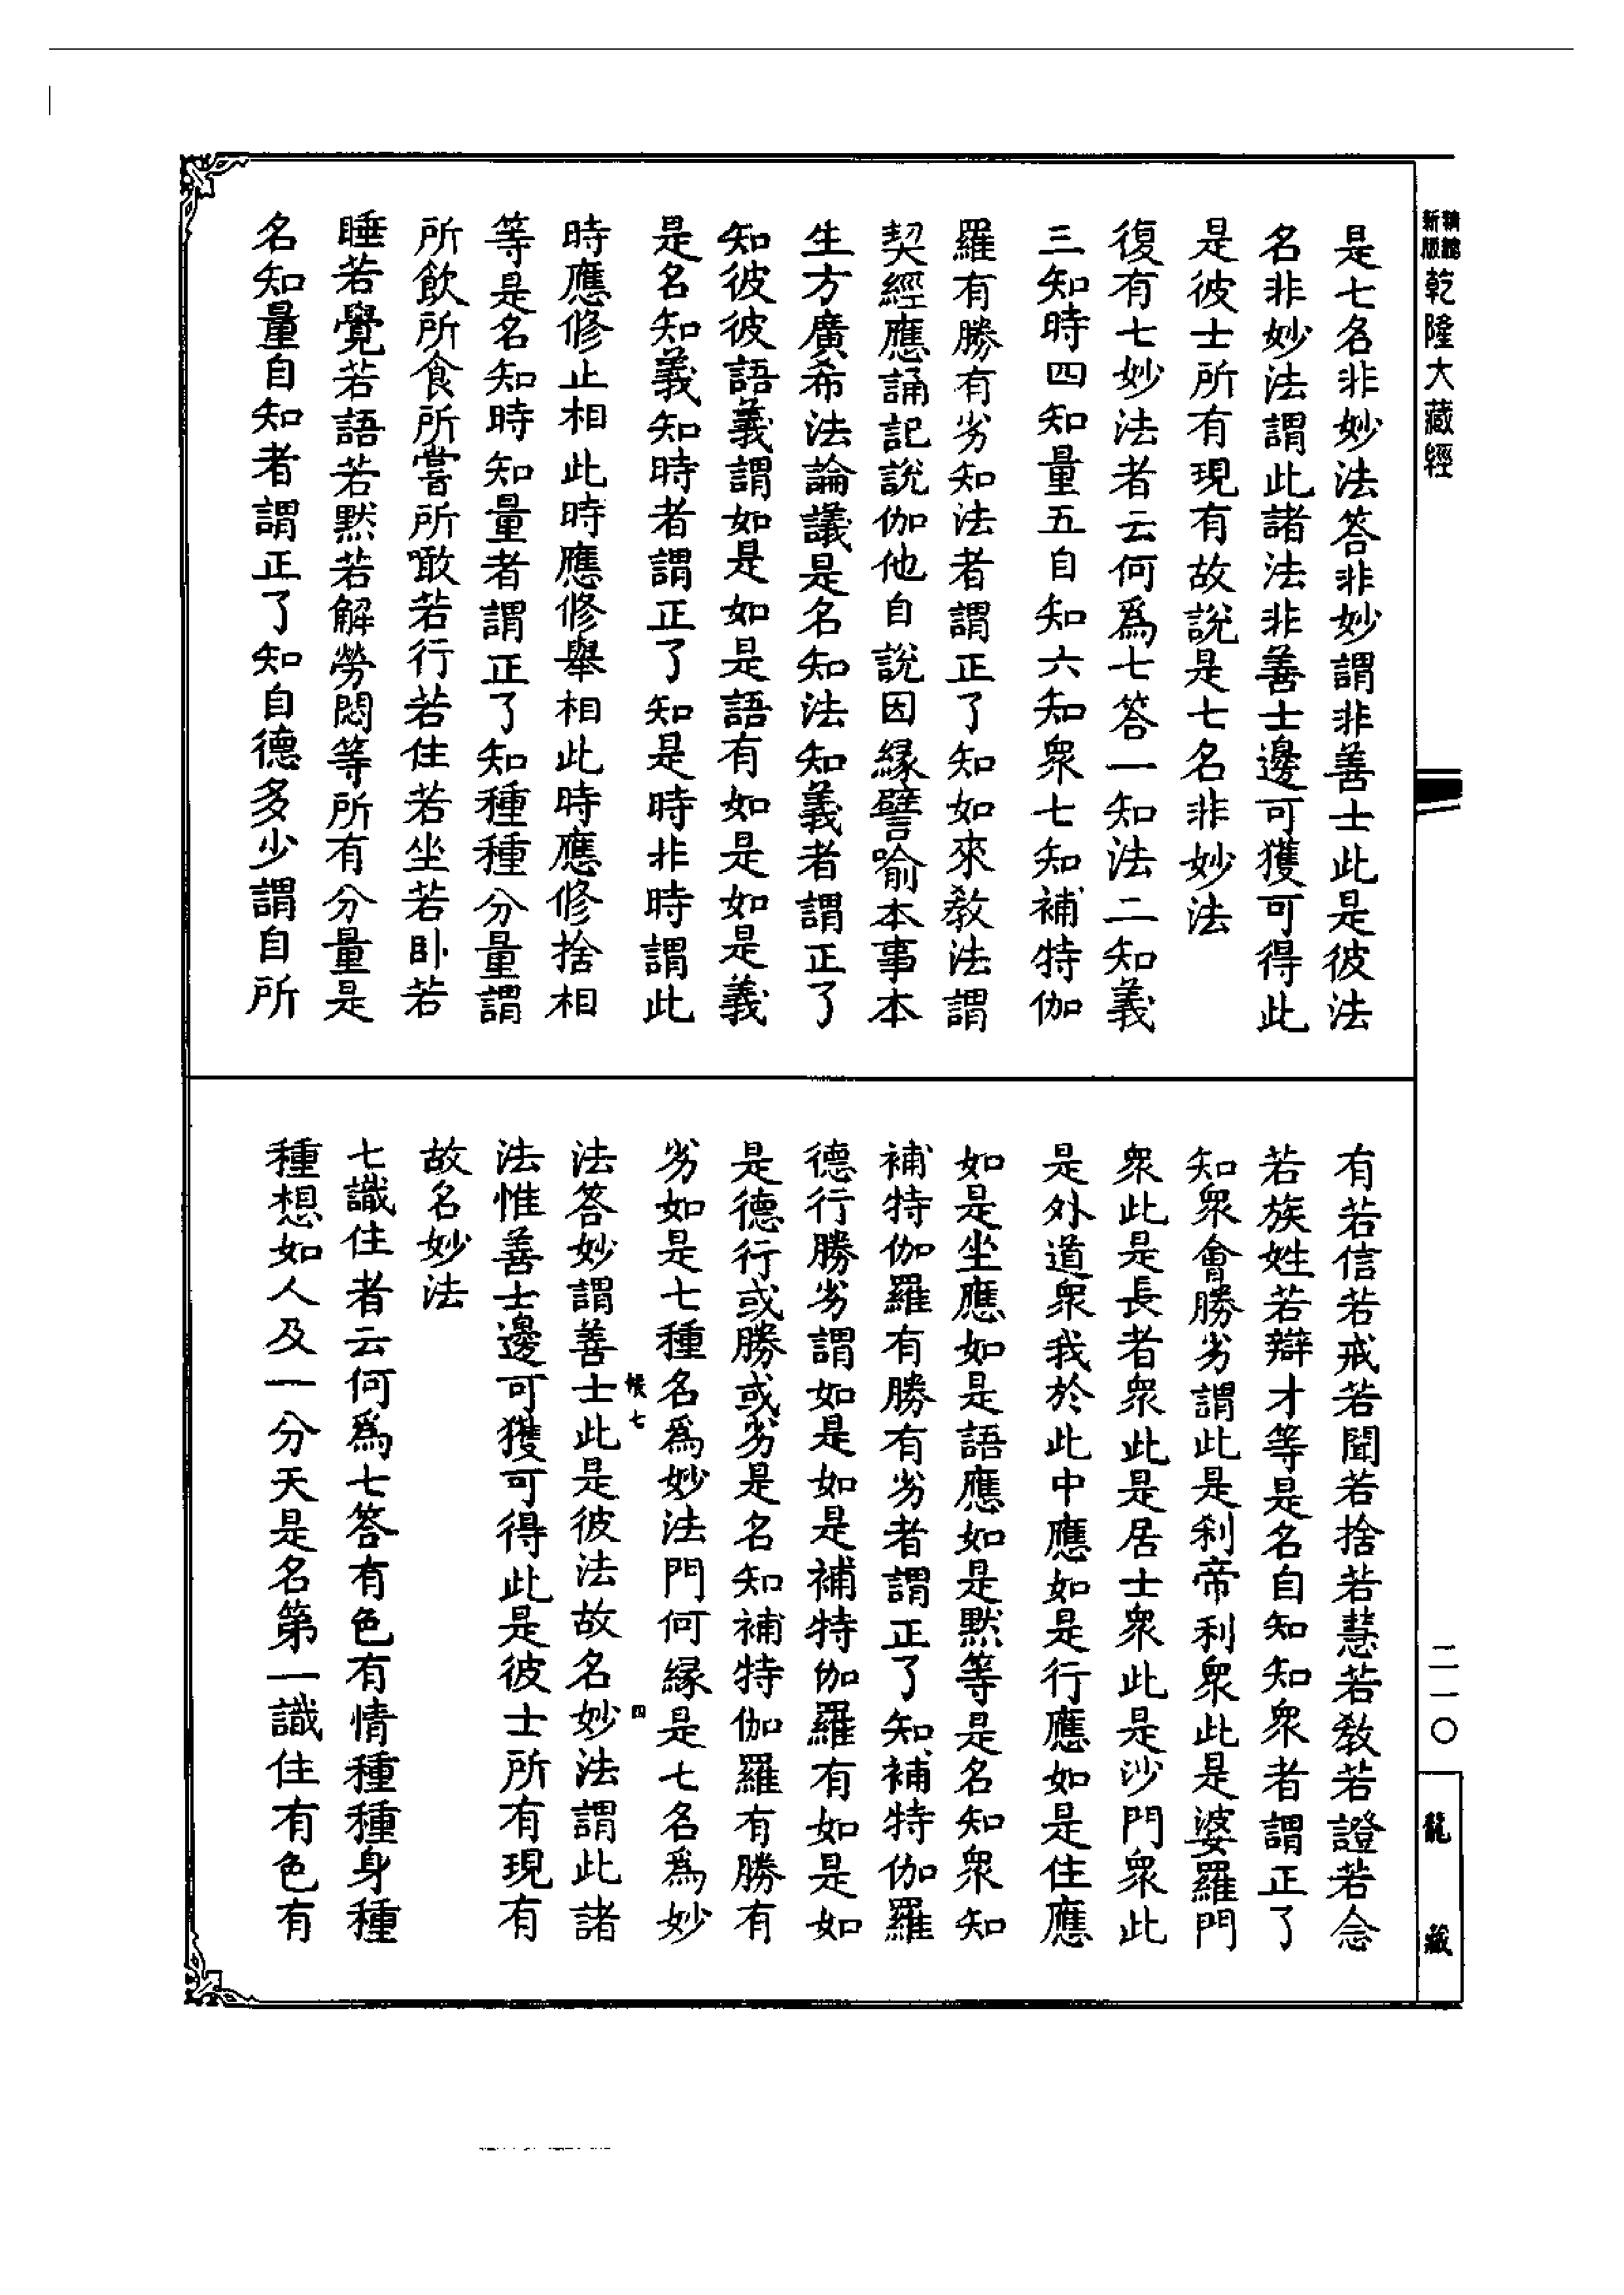 新版精縮乾隆大藏經
是七名非妙法答非妙謂非善士此是彼法
名非妙法謂此諸法非善士邊可獲可得此
是彼士所有現有故說是七名非妙法
復有七妙法者云何為七答一知法二知義
三知時四知量五自知六知眾七知補特伽
羅有勝有劣知法者謂正了知如來教法謂
契經應誦記說伽他自說因緣譬喻本事本
生方廣希法論議是名知法知義者謂正了
知彼彼語義謂如是如是語有如是如是義
是名知義知時者謂正了知是時非時謂此
時應修止相此時應修舉相此時應修捨相
等是名知時知量者謂正了知種種分量謂
所飲所食所嘗所噉若行若住若坐若臥若
睡若覺若語若默若解勞悶等所有分量是
名知量自知者謂正了知自德多少謂自所
有若信若戒若聞若捨若慧若教若證若念
若族姓若辯才等是名自知知眾者謂正了
知眾會勝劣謂此是剎帝利眾此是婆羅門
眾此是長者眾此是居士眾此是沙門眾此
是外道眾我於此中應如是行應如是住應
如是坐應如是語應如是默等是名知眾知
補特伽羅有勝有劣者謂正了知補特伽羅
德行勝劣謂如是如是補特伽羅有如是如
是德行或勝或劣是名知補特伽羅有勝有
劣如是七種名為妙法門何緣是七名為妙
七 四
法答妙謂善士此是彼法故名妙法謂此諸
法惟善士邊可獲可得此是彼士所有現有
故名妙法
七識住者云何為七答有色有情種種身種
種想如人及一分天是名第一識住有色有
二一〇
龍藏